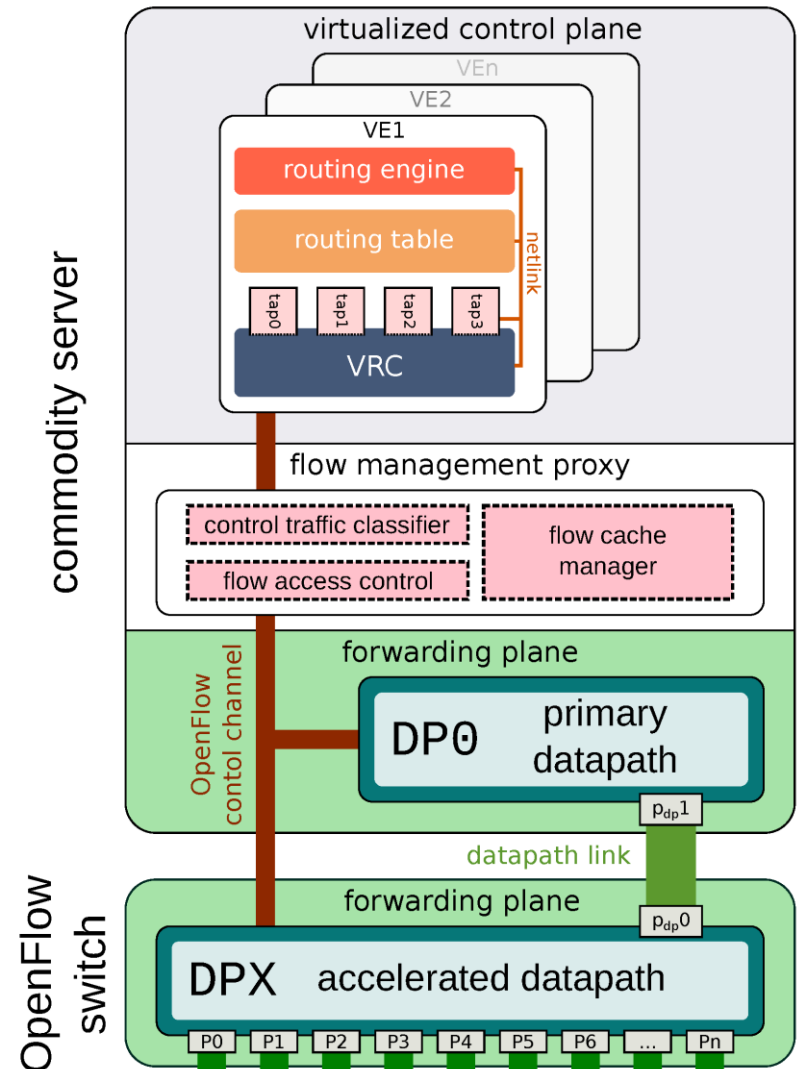 virtualized control plane
VEn
VE2
VE1
routing engine
routing table
netlink
tap0
tap1
tap2
tap3
VRC
commodity server
flow management proxy
control traffic classifier
flow access control
flow cache
manager
forwarding plane
OpenFlow
contol channel
DP0
primary
datapath
pdp1
datapath link
OpenFlow
switch
forwarding plane
pdp0
DPX accelerated datapath
P0 P1 P2 P3 P4 P5 P6 ... Pn